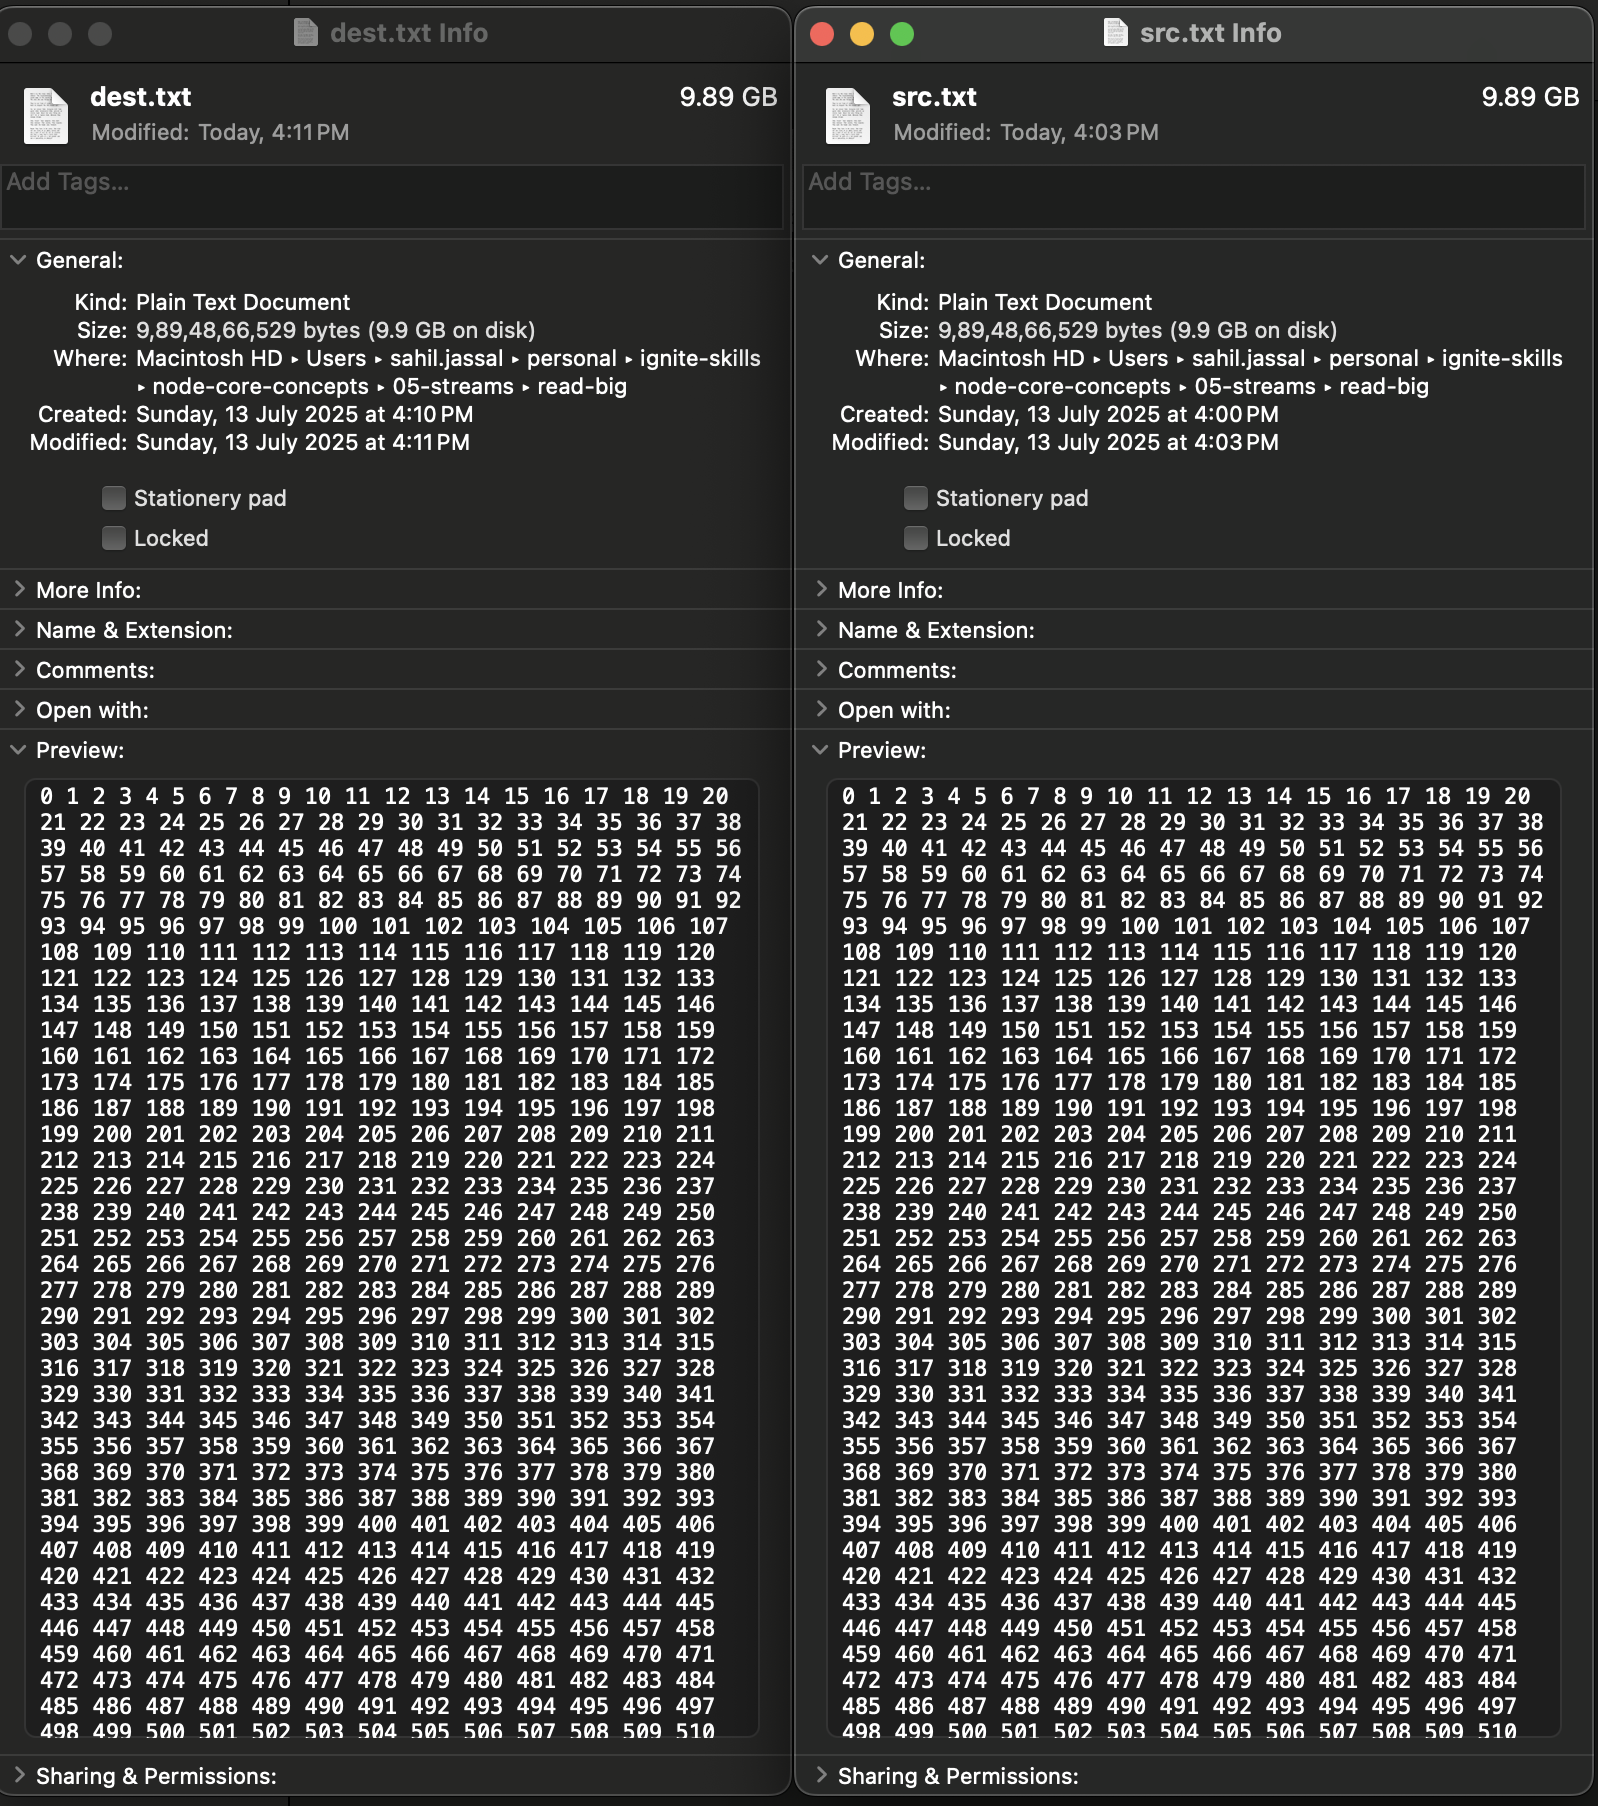 dest.txt Info
dest.txt
9.89 GB
Modified: Today, 4:11 PM
Add Tags...
General:
Kind: Plain Text Document
Size: 9,89,48,66,529 bytes (9.9 GB on disk)
Where: Macintosh HD ▸ Users ▸ sahil.jassal ▸ personal ▸ ignite-skills
▸ node-core-concepts ▸ 05-streams ▸ read-big
Created: Sunday, 13 July 2025 at 4:10 PM
Modified: Sunday, 13 July 2025 at 4:11 PM
Stationery pad
Locked
More Info:
Name & Extension:
Comments:
Open with:
Preview:
0 1 2 3 4 5 6 7 8 9 10 11 12 13 14 15 16 17 18 19 20
21 22 23 24 25 26 27 28 29 30 31 32 33 34 35 36 37 38
39 40 41 42 43 44 45 46 47 48 49 50 51 52 53 54 55 56
57 58 59 60 61 62 63 64 65 66 67 68 69 70 71 72 73 74
75 76 77 78 79 80 81 82 83 84 85 86 87 88 89 90 91 92
93 94 95 96 97 98 99 100 101 102 103 104 105 106 107
108 109 110 111 112 113 114 115 116 117 118 119 120
121 122 123 124 125 126 127 128 129 130 131 132 133
134 135 136 137 138 139 140 141 142 143 144 145 146
147 148 149 150 151 152 153 154 155 156 157 158 159
160 161 162 163 164 165 166 167 168 169 170 171 172
173 174 175 176 177 178 179 180 181 182 183 184 185
186 187 188 189 190 191 192 193 194 195 196 197 198
199 200 201 202 203 204 205 206 207 208 209 210 211
212 213 214 215 216 217 218 219 220 221 222 223 224
225 226 227 228 229 230 231 232 233 234 235 236 237
238 239 240 241 242 243 244 245 246 247 248 249 250
251 252 253 254 255 256 257 258 259 260 261 262 263
264 265 266 267 268 269 270 271 272 273 274 275 276
277 278 279 280 281 282 283 284 285 286 287 288 289
290 291 292 293 294 295 296 297 298 299 300 301 302
303 304 305 306 307 308 309 310 311 312 313 314 315
316 317 318 319 320 321 322 323 324 325 326 327 328
329 330 331 332 333 334 335 336 337 338 339 340 341
342 343 344 345 346 347 348 349 350 351 352 353 354
355 356 357 358 359 360 361 362 363 364 365 366 367
368 369 370 371 372 373 374 375 376 377 378 379 380
381 382 383 384 385 386 387 388 389 390 391 392 393
394 395 396 397 398 399 400 401 402 403 404 405 406
407 408 409 410 411 412 413 414 415 416 417 418 419
420 421 422 423 424 425 426 427 428 429 430 431 432
433 434 435 436 437 438 439 440 441 442 443 444 445
446 447 448 449 450 451 452 453 454 455 456 457 458
459 460 461 462 463 464 465 466 467 468 469 470 471
472 473 474 475 476 477 478 479 480 481 482 483 484
485 486 487 488 489 490 491 492 493 494 495 496 497
498 499 500 501 502 503 504 505 506 507 508 509 510
Sharing & Permissions:
src.txt Info
src.txt
9.89 GB
Modified: Today, 4:03 PM
Add Tags...
General:
Kind: Plain Text Document
Size: 9,89,48,66,529 bytes (9.9 GB on disk)
Where: Macintosh HD ▸ Users ▸ sahil.jassal ▸ personal ▸ ignite-skills
▸ node-core-concepts ▸ 05-streams ▸ read-big
Created: Sunday, 13 July 2025 at 4:00 PM
Modified: Sunday, 13 July 2025 at 4:03 PM
Stationery pad
Locked
More Info:
Name & Extension:
Comments:
Open with:
Preview:
0 1 2 3 4 5 6 7 8 9 10 11 12 13 14 15 16 17 18 19 20
21 22 23 24 25 26 27 28 29 30 31 32 33 34 35 36 37 38
39 40 41 42 43 44 45 46 47 48 49 50 51 52 53 54 55 56
57 58 59 60 61 62 63 64 65 66 67 68 69 70 71 72 73 74
75 76 77 78 79 80 81 82 83 84 85 86 87 88 89 90 91 92
93 94 95 96 97 98 99 100 101 102 103 104 105 106 107
108 109 110 111 112 113 114 115 116 117 118 119 120
121 122 123 124 125 126 127 128 129 130 131 132 133
134 135 136 137 138 139 140 141 142 143 144 145 146
147 148 149 150 151 152 153 154 155 156 157 158 159
160 161 162 163 164 165 166 167 168 169 170 171 172
173 174 175 176 177 178 179 180 181 182 183 184 185
186 187 188 189 190 191 192 193 194 195 196 197 198
199 200 201 202 203 204 205 206 207 208 209 210 211
212 213 214 215 216 217 218 219 220 221 222 223 224
225 226 227 228 229 230 231 232 233 234 235 236 237
238 239 240 241 242 243 244 245 246 247 248 249 250
251 252 253 254 255 256 257 258 259 260 261 262 263
264 265 266 267 268 269 270 271 272 273 274 275 276
277 278 279 280 281 282 283 284 285 286 287 288 289
290 291 292 293 294 295 296 297 298 299 300 301 302
303 304 305 306 307 308 309 310 311 312 313 314 315
316 317 318 319 320 321 322 323 324 325 326 327 328
329 330 331 332 333 334 335 336 337 338 339 340 341
342 343 344 345 346 347 348 349 350 351 352 353 354
355 356 357 358 359 360 361 362 363 364 365 366 367
368 369 370 371 372 373 374 375 376 377 378 379 380
381 382 383 384 385 386 387 388 389 390 391 392 393
394 395 396 397 398 399 400 401 402 403 404 405 406
407 408 409 410 411 412 413 414 415 416 417 418 419
420 421 422 423 424 425 426 427 428 429 430 431 432
433 434 435 436 437 438 439 440 441 442 443 444 445
446 447 448 449 450 451 452 453 454 455 456 457 458
459 460 461 462 463 464 465 466 467 468 469 470 471
472 473 474 475 476 477 478 479 480 481 482 483 484
485 486 487 488 489 490 491 492 493 494 495 496 497
498 499 500 501 502 503 504 505 506 507 508 509 510
Sharing & Permissions: